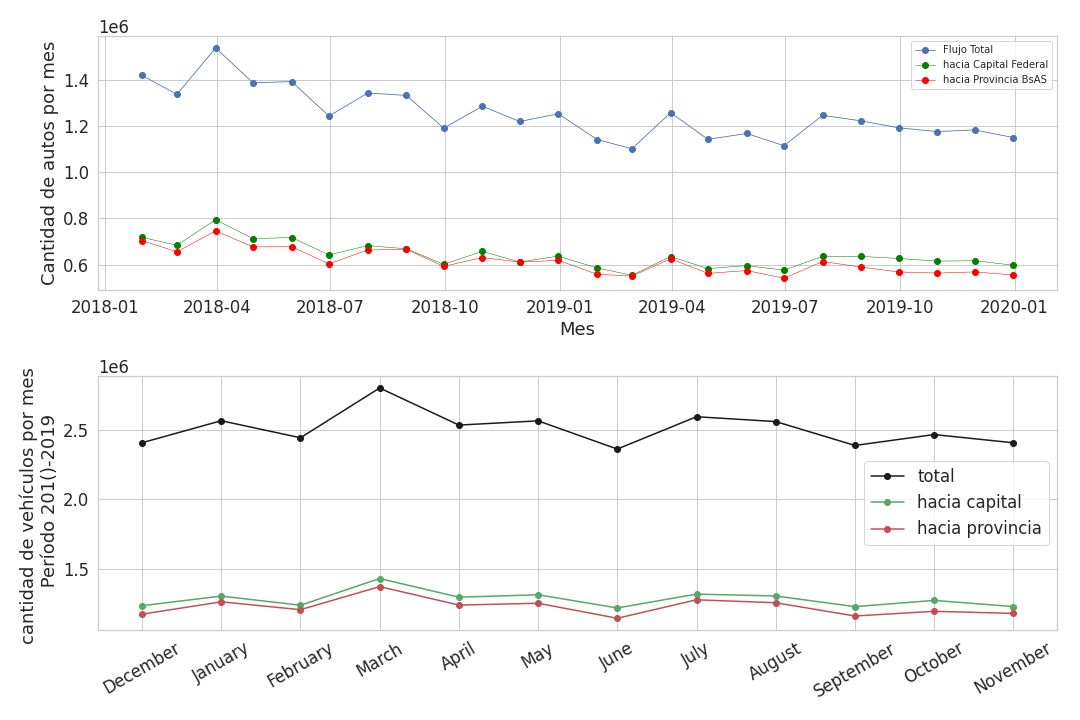 1e6
Cantidad de autos por mes
1.4
1.2
1.0
0.8
0.6
Flujo Total
hacia Capital Federal
hacia Provincia BsAS
2018-01 2018-04 2018-07 2018-10 2019-01 2019-04 2019-07 2019-10 2020-01
Mes
1e6
cantidad de vehículos por mes
Período 201()-2019
2.5
2.0
1.5
total
hacia capital
hacia provincia
December January February March April May June July August September October November